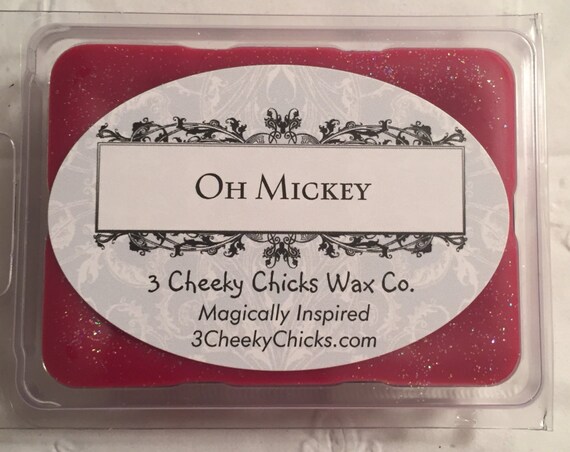 Oh Mickey
3 Cheeky Chicks Wax Co.
Magically Inspired
3CheekyChicks.com